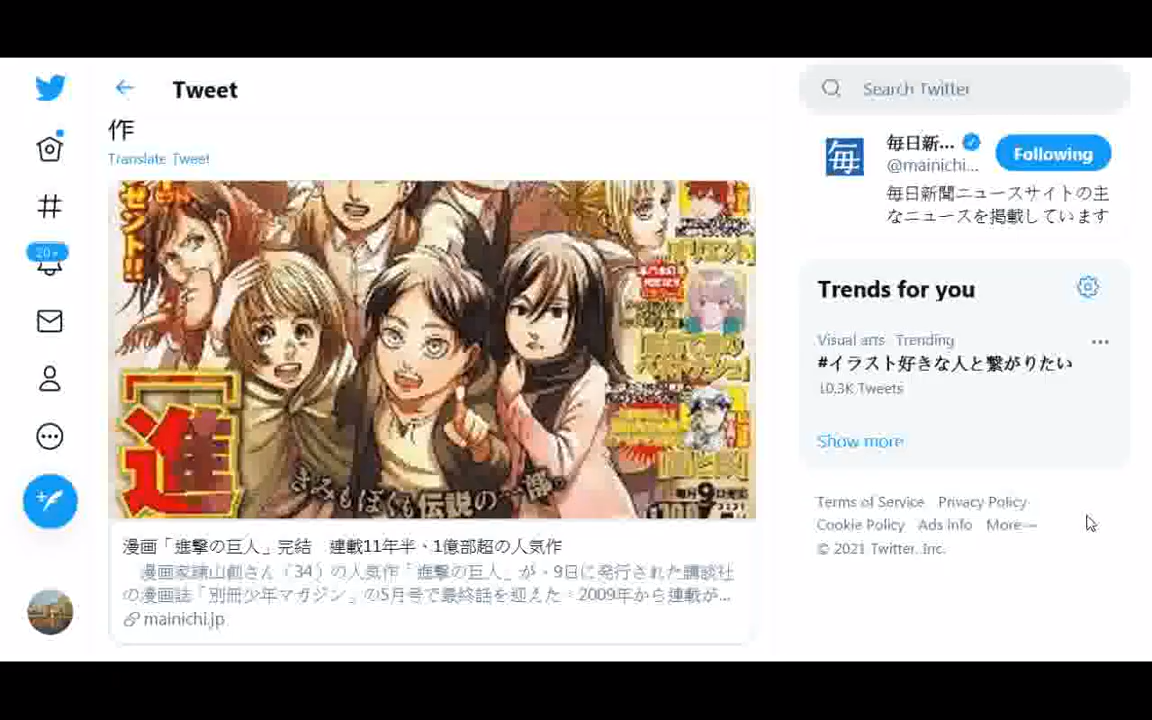 Tweet
Search Twitter
作
Translate Tweet
毎日新...
Following
@mainichi...
毎日新聞ニュースサイトの主
なニュースを掲載しています
20+
ゼント!!
進
きみもぼくも伝説の一部。
Trends for you
Visual arts Trending
#イラスト好きな人と繋がりたい
10.3K Tweets
Show more
Terms of Service Privacy Policy
Cookie Policy Ads info More
© 2021 Twitter, Inc.
漫画「進撃の巨人」完結 連載11年半、1億部超の人気作
漫画家諫山創さん（34）の人気作「進撃の巨人」が、9日に発行された講談社
の漫画誌「別冊少年マガジン」の5月号で最終話を迎えた。2009年から連載が...
mainichi.jp